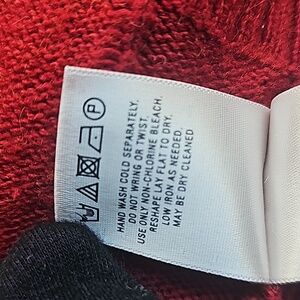 P
HAND WASH COLD SEPARATELY.
DO NOT WRING OR TWIST.
USE ONLY NON-CHLORINE BLEACH.
RESHAPE LAY FLAT TO DRY.
LOW IRON AS NEEDED.
MAY BE DRY CLEANED